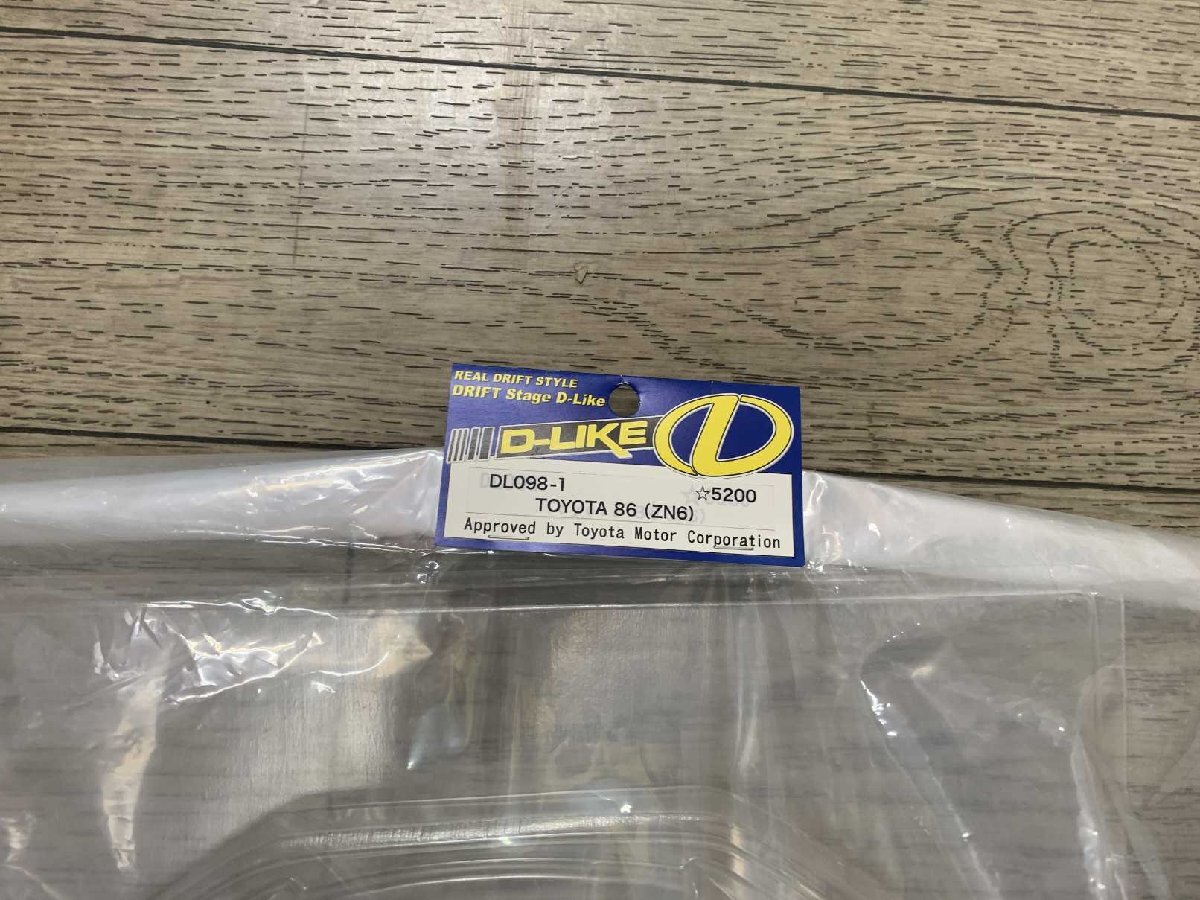 REAL DRIFT STYLE
DRIFT Stage D-Like
D-LIKE
DL098-1 ☆5200
TOYOTA 86 (ZN6)
Approved by Toyota Motor Corporation